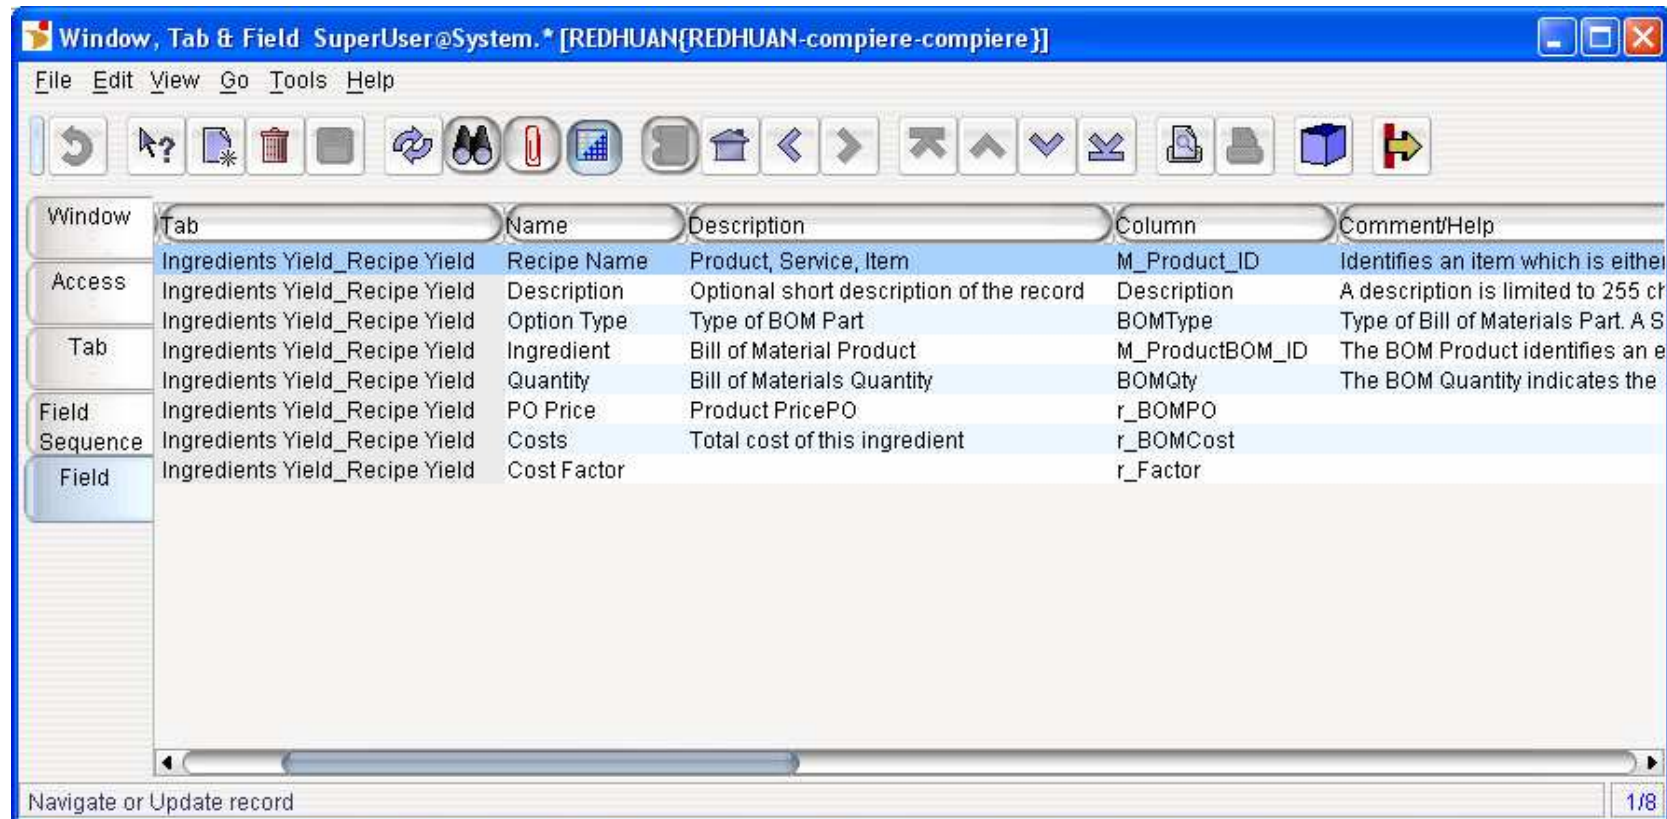 Window, Tab & Field SuperUser@System.* [REDHUAN{REDHUAN-compiere-compiere}]
File Edit View Go Tools Help
Window
Access
Tab
Field
Sequence
Field
Tab Name Description Column Comment/Help
Ingredients Yield_Recipe Yield Recipe Name Product, Service, Item M_Product_ID Identifies an item which is either
Ingredients Yield_Recipe Yield Description Optional short description of the record Description A description is limited to 255 ch
Ingredients Yield_Recipe Yield Option Type Type of BOM Part BOMType Type of Bill of Materials Part. A S
Ingredients Yield_Recipe Yield Ingredient Bill of Material Product M_ProductBOM_ID The BOM Product identifies an e
Ingredients Yield_Recipe Yield Quantity Bill of Materials Quantity BOMQty The BOM Quantity indicates the
Ingredients Yield_Recipe Yield PO Price Product PricePO r_BOMPO
Ingredients Yield_Recipe Yield Costs Total cost of this ingredient r_BOMCost
Ingredients Yield_Recipe Yield Cost Factor r_Factor
Navigate or Update record 1/8